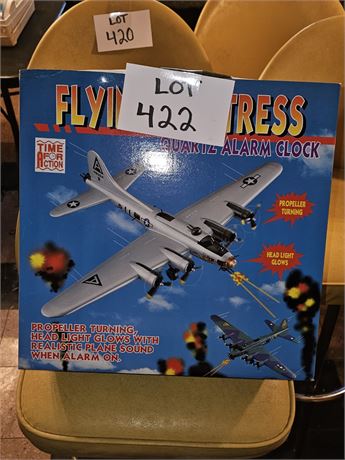 LOT
420
LOT
422
FLYIN TRESS
QUARTZ ALARM CLOCK
TIME
FOR
ACTION
PROPELLER
TURNING
HEAD LIGHT
GLOWS
PROPELLER TURNING,
HEAD LIGHT GLOWS WITH
REALISTIC PLANE SOUND
WHEN ALARM ON.